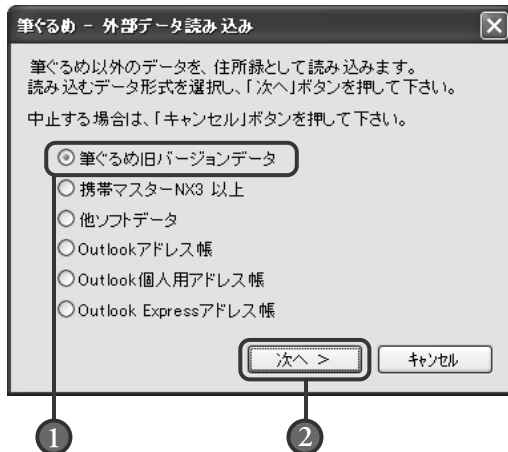 筆ぐるめ - 外部データ読み込み
筆ぐるめ以外のデータを、住所録として読み込みます。
読み込むデータ形式を選択し、「次へ」ボタンを押して下さい。
中止する場合は、「キャンセル」ボタンを押して下さい。
筆ぐるめ旧バージョンデータ
携帯マスターNX3 以上
他ソフトデータ
Outlookアドレス帳
Outlook個人用アドレス帳
Outlook Expressアドレス帳
次へ > キャンセル
1 2